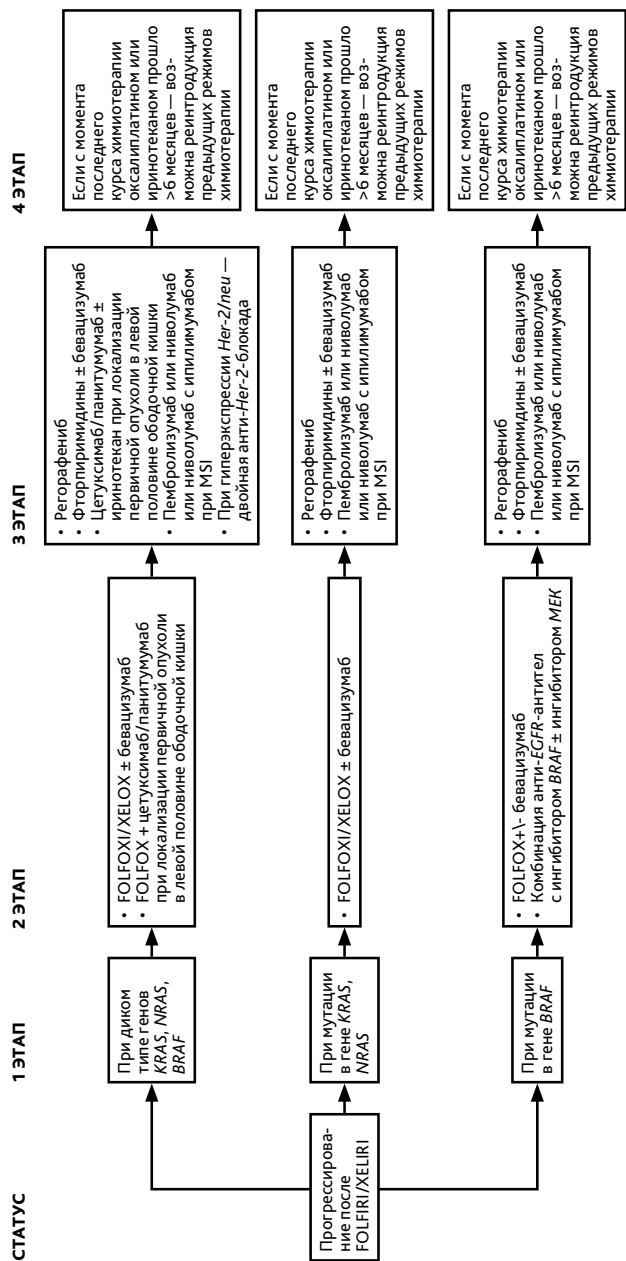 СТАТУС
1 ЭТАП
2 ЭТАП
3 ЭТАП
4 ЭТАП
Прогрессирова-
ние после
FOLFIRI/XELIRI
При диком
типе генов
KRAS, NRAS,
BRAF
• FOLFOXI/XELOX ± бевацизумаб
• FOLFOX + цетуксимаб/панитумумаб
при локализации первичной опухоли
в левой половине ободочной кишки
• Регорафениб
• Фторпиримидины ± бевацизумаб
• Цетуксимаб/панитумумаб ±
иринотекан при локализации
первичной опухоли в левой
половине ободочной кишки
• Пембролизумаб или ниволумаб
или ниволумаб с ипилимумабом
при MSI
• При гиперэкспрессии Her-2/neu —
двойная анти-Her-2-блокада
Если с момента
последнего
курса химиотерапии
оксалиплатином или
иринотеканом прошло
>6 месяцев — воз-
можна реинтродукция
предыдущих режимов
химиотерапии
При мутации
в гене KRAS,
NRAS
• FOLFOXI/XELOX ± бевацизумаб
• Регорафениб
• Фторпиримидины ± бевацизумаб
• Пембролизумаб или ниволумаб
или ниволумаб с ипилимумабом
при MSI
Если с момента
последнего
курса химиотерапии
оксалиплатином или
иринотеканом прошло
>6 месяцев — воз-
можна реинтродукция
предыдущих режимов
химиотерапии
При мутации
в гене BRAF
• FOLFOX+\- бевацизумаб
• Комбинация анти-EGFR-антител
с ингибитором BRAF ± ингибитором MEK
• Регорафениб
• Фторпиримидины ± бевацизумаб
• Пембролизумаб или ниволумаб
или ниволумаб с ипилимумабом
при MSI
Если с момента
последнего
курса химиотерапии
оксалиплатином или
иринотеканом прошло
>6 месяцев — воз-
можна реинтродукция
предыдущих режимов
химиотерапии